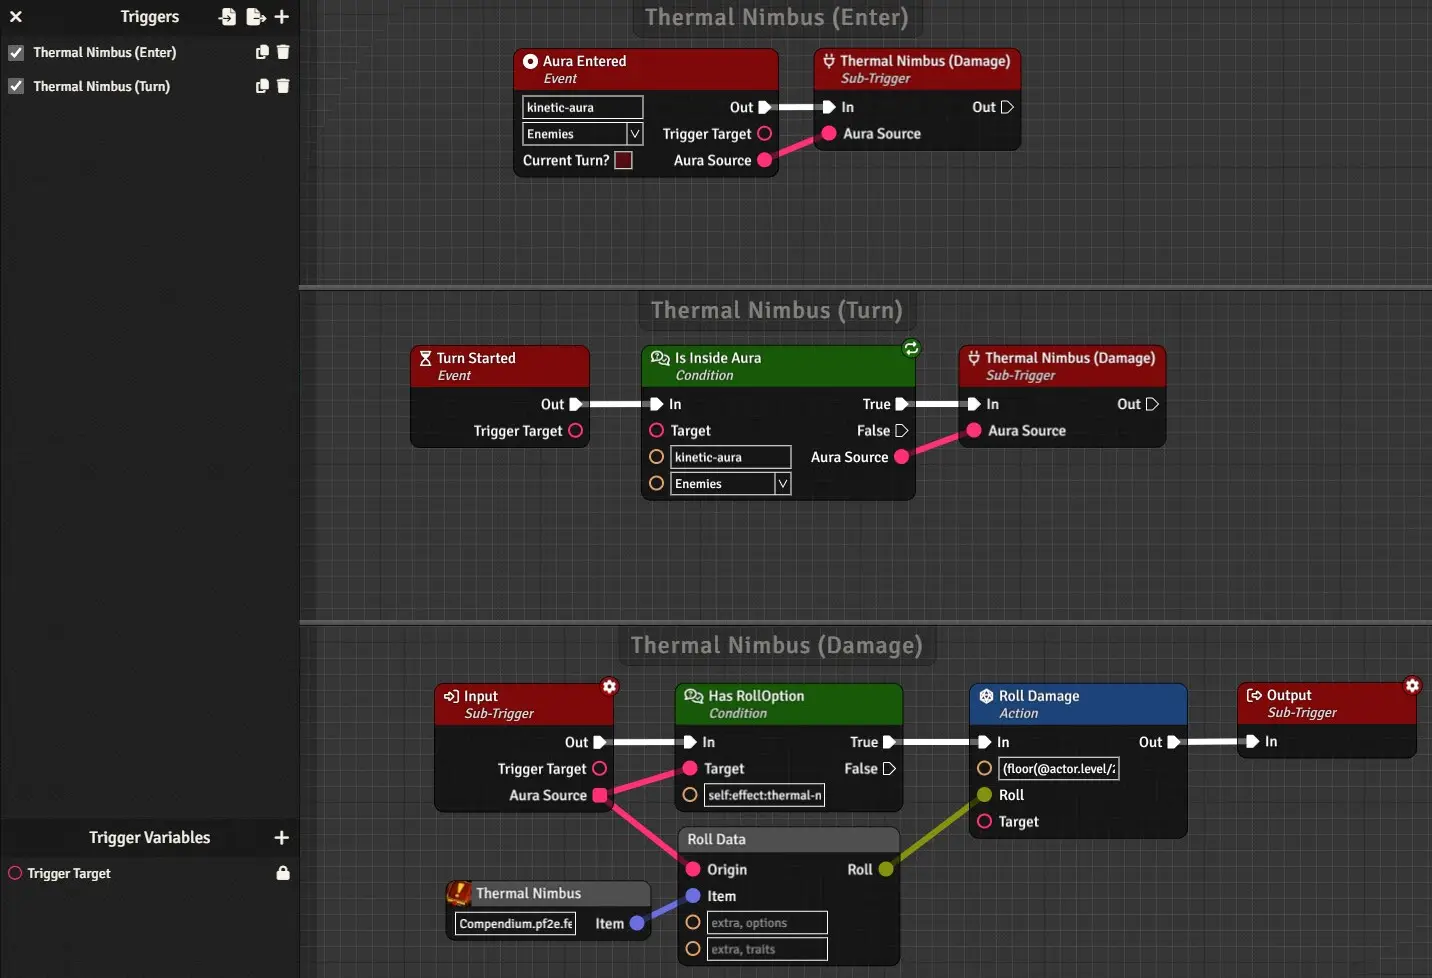 Triggers
Thermal Nimbus (Enter)
Thermal Nimbus (Turn)
Trigger Variables
Trigger Target
Thermal Nimbus (Enter)
Aura Entered
Event
kinetic-aura
Out
Enemies
Trigger Target
Current Turn?
Aura Source
Thermal Nimbus (Damage)
Sub-Trigger
In
Out
Aura Source
Thermal Nimbus (Turn)
Turn Started
Event
Out
Trigger Target
Is Inside Aura
Condition
In
True
Target
False
kinetic-aura
Aura Source
Enemies
Thermal Nimbus (Damage)
Sub-Trigger
In
Out
Aura Source
Thermal Nimbus (Damage)
Input
Sub-Trigger
Out
Trigger Target
Aura Source
Has RollOption
Condition
In
True
Target
False
self:effect:thermal-n
Roll Damage
Action
In
Out
(floor(@actor.level/2
Roll
Target
Output
Sub-Trigger
In
Roll Data
Origin
Roll
Item
extra, options
extra, traits
Thermal Nimbus
Compendium.pf2e.fe
Item